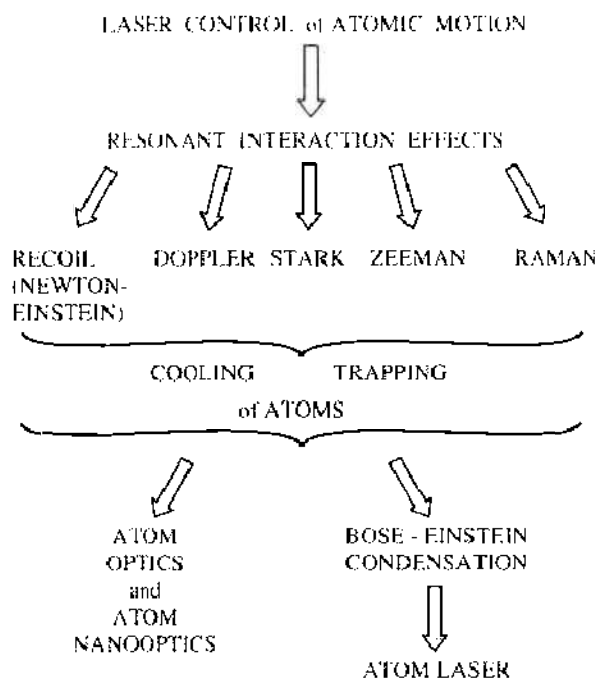 LASER CONTROL of ATOMIC MOTION
RESONANT INTERACTION EFFECTS
RECOIL DOPPLER STARK ZEEMAN RAMAN
(NEWTON-
EINSTEIN)
COOLING TRAPPING
of ATOMS
ATOM
OPTICS
and
ATOM
NANOOPTICS
BOSE - EINSTEIN
CONDENSATION
ATOM LASER